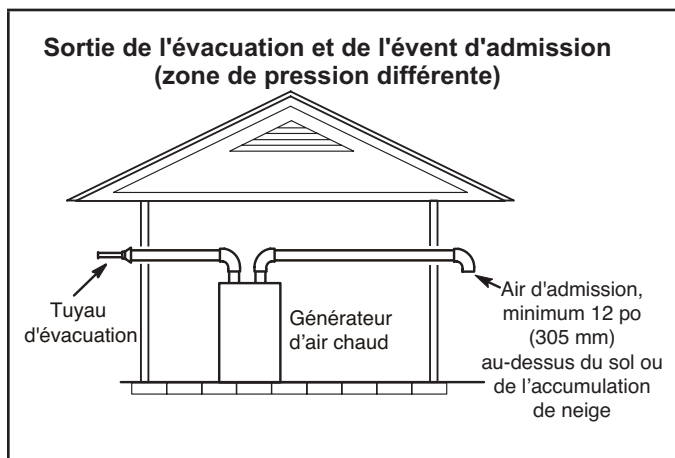 Sortie de l'évacuation et de l'évent d'admission
(zone de pression différente)
Tuyau
d'évacuation
Générateur
d'air chaud
Air d'admission,
minimum 12 po
(305 mm)
au-dessus du sol ou
de l'accumulation
de neige